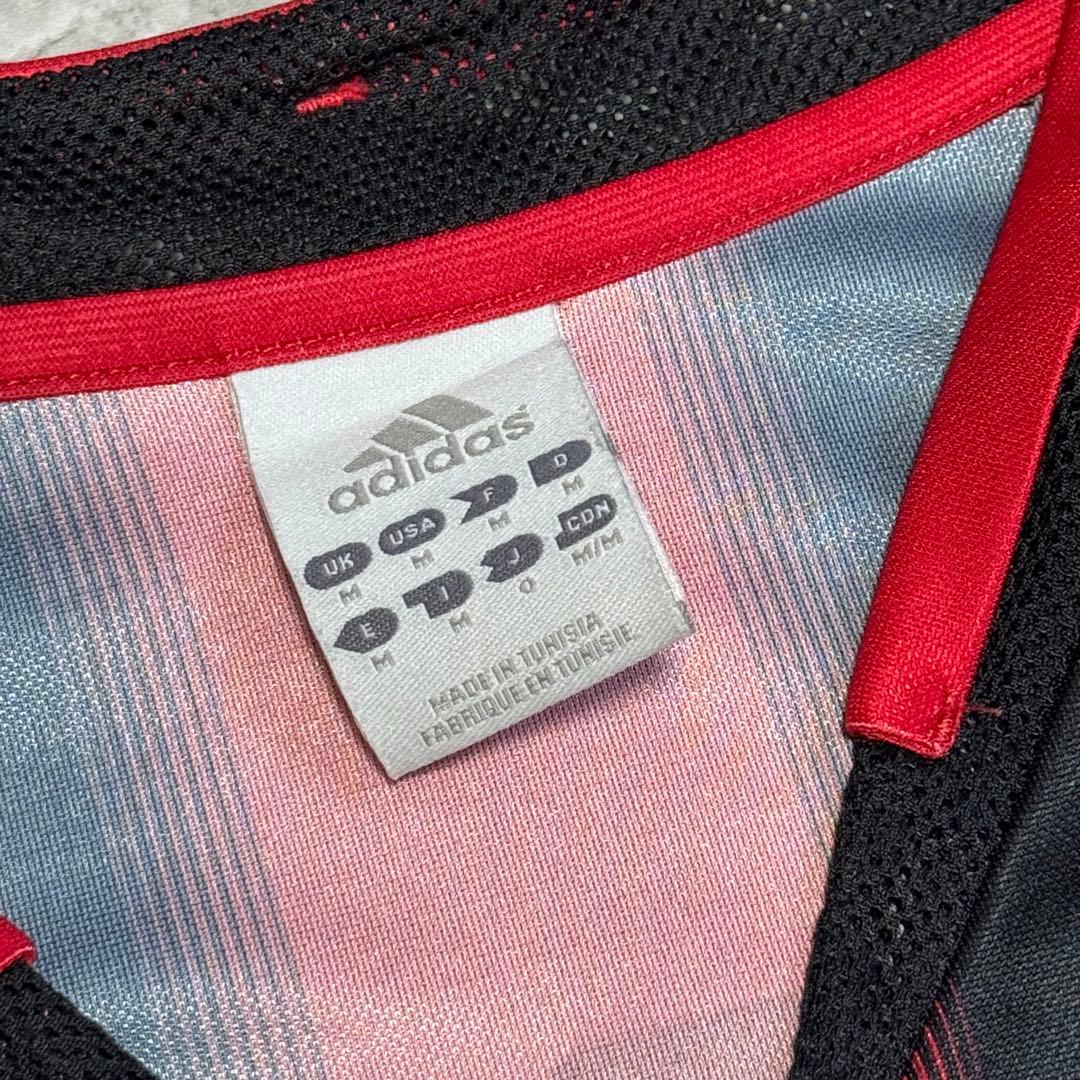 adidas
UK USA F D
M M M M
E I J CDN
M M O M/M
MADE IN TUNISIA
FABRIQUE EN TUNISIE